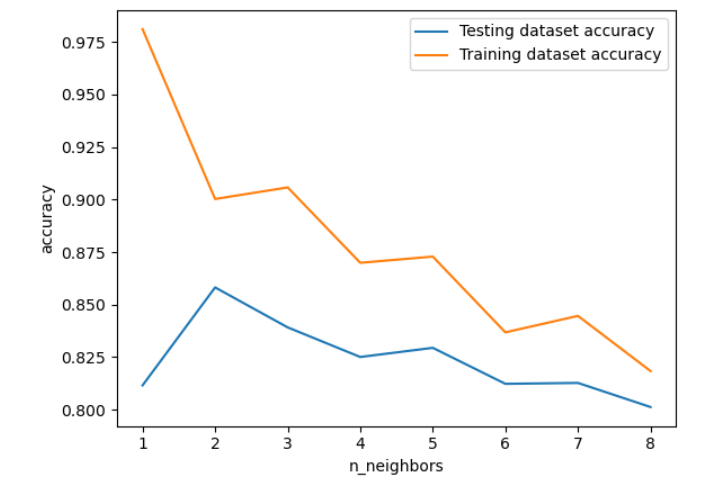 Testing dataset accuracy
Training dataset accuracy
0.975
0.950
0.925
0.900
0.875
0.850
0.825
0.800
accuracy
1 2 3 4 5 6 7 8
n_neighbors